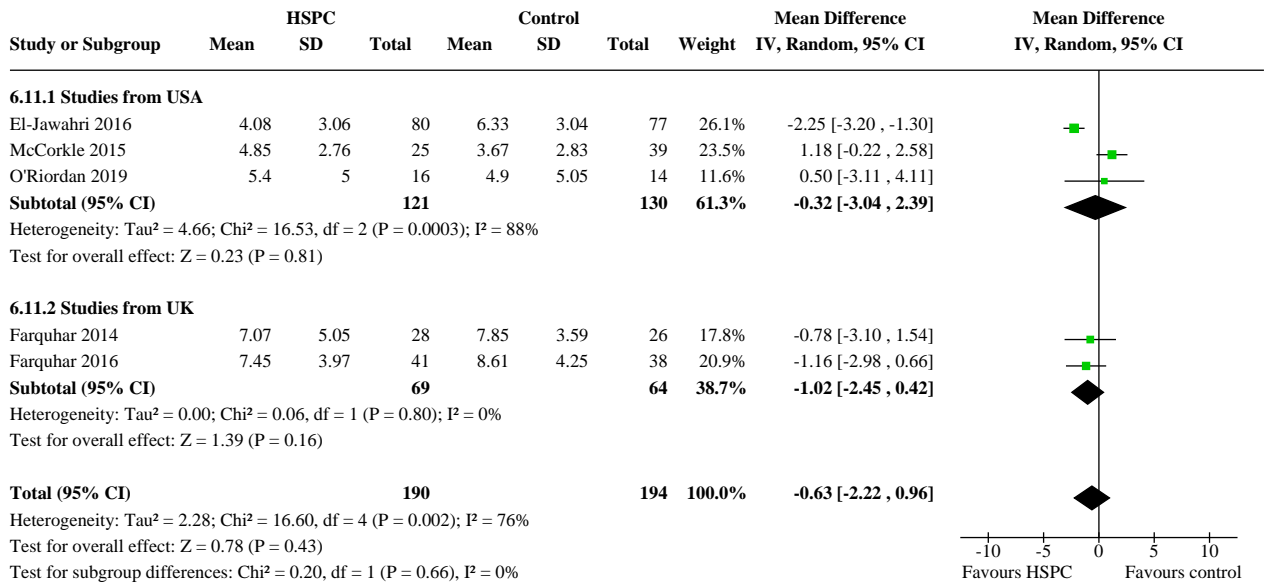 HSPC Control Mean Difference Mean Difference
Study or Subgroup Mean SD Total Mean SD Total Weight IV, Random, 95% CI IV, Random, 95% CI
6.11.1 Studies from USA
El-Jawahri 2016 4.08 3.06 80 6.33 3.04 77 26.1% -2.25 [-3.20 , -1.30]
McCorkle 2015 4.85 2.76 25 3.67 2.83 39 23.5% 1.18 [-0.22 , 2.58]
O'Riordan 2019 5.4 5 16 4.9 5.05 14 11.6% 0.50 [-3.11 , 4.11]
Subtotal (95% CI) 121 130 61.3% -0.32 [-3.04 , 2.39]
Heterogeneity: Tau² = 4.66; Chi² = 16.53, df = 2 (P = 0.0003); I² = 88%
Test for overall effect: Z = 0.23 (P = 0.81)
6.11.2 Studies from UK
Farquhar 2014 7.07 5.05 28 7.85 3.59 26 17.8% -0.78 [-3.10 , 1.54]
Farquhar 2016 7.45 3.97 41 8.61 4.25 38 20.9% -1.16 [-2.98 , 0.66]
Subtotal (95% CI) 69 64 38.7% -1.02 [-2.45 , 0.42]
Heterogeneity: Tau² = 0.00; Chi² = 0.06, df = 1 (P = 0.80); I² = 0%
Test for overall effect: Z = 1.39 (P = 0.16)
Total (95% CI) 190 194 100.0% -0.63 [-2.22 , 0.96]
Heterogeneity: Tau² = 2.28; Chi² = 16.60, df = 4 (P = 0.002); I² = 76%
Test for overall effect: Z = 0.78 (P = 0.43)
Test for subgroup differences: Chi² = 0.20, df = 1 (P = 0.66), I² = 0%
-10 -5 0 5 10
Favours HSPC Favours control